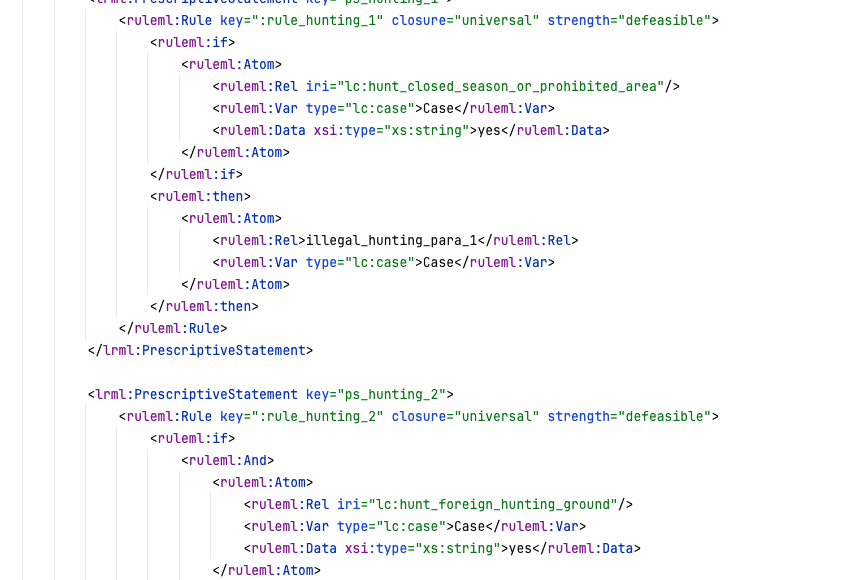 <lrml:PrescriptiveStatement key="ps_hunting_1">
<ruleml:Rule key=":rule_hunting_1" closure="universal" strength="defeasible">
<ruleml:if>
<ruleml:Atom>
<ruleml:Rel iri="lc:hunt_closed_season_or_prohibited_area"/>
<ruleml:Var type="lc:case">Case</ruleml:Var>
<ruleml:Data xsi:type="xs:string">yes</ruleml:Data>
</ruleml:Atom>
</ruleml:if>
<ruleml:then>
<ruleml:Atom>
<ruleml:Rel>illegal_hunting_para_1</ruleml:Rel>
<ruleml:Var type="lc:case">Case</ruleml:Var>
</ruleml:Atom>
</ruleml:then>
</ruleml:Rule>
</lrml:PrescriptiveStatement>
<lrml:PrescriptiveStatement key="ps_hunting_2">
<ruleml:Rule key=":rule_hunting_2" closure="universal" strength="defeasible">
<ruleml:if>
<ruleml:And>
<ruleml:Atom>
<ruleml:Rel iri="lc:hunt_foreign_hunting_ground"/>
<ruleml:Var type="lc:case">Case</ruleml:Var>
<ruleml:Data xsi:type="xs:string">yes</ruleml:Data>
</ruleml:Atom>